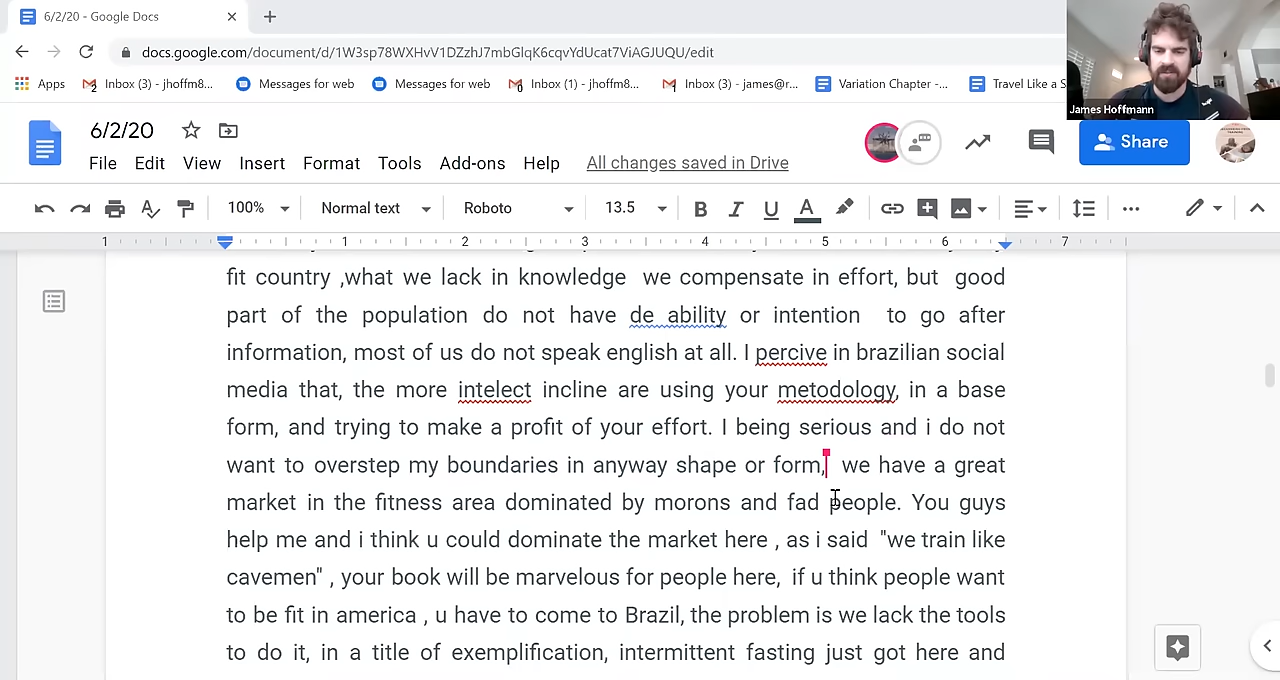 6/2/20 - Google Docs
docs.google.com/document/d/1W3sp78WXHvV1DZzhJ7mbGlqK6cqvYdUcat7ViAGJUQU/edit
Apps Inbox (3) - jhoffm8... Messages for web Messages for web Inbox (1) - jhoffm8... Inbox (3) - james@r... Variation Chapter -... Travel Like a S
James Hoffmann
6/2/20
File Edit View Insert Format Tools Add-ons Help All changes saved in Drive
Share
100% Normal text Roboto 13.5 B I U A
1 1 2 3 4 5 6 7
fit country ,what we lack in knowledge we compensate in effort, but good
part of the population do not have de ability or intention to go after
information, most of us do not speak english at all. I percive in brazilian social
media that, the more intelect incline are using your metodology, in a base
form, and trying to make a profit of your effort. I being serious and i do not
want to overstep my boundaries in anyway shape or form, we have a great
market in the fitness area dominated by morons and fad people. You guys
help me and i think u could dominate the market here , as i said "we train like
cavemen" , your book will be marvelous for people here, if u think people want
to be fit in america , u have to come to Brazil, the problem is we lack the tools
to do it, in a title of exemplification, intermittent fasting just got here and